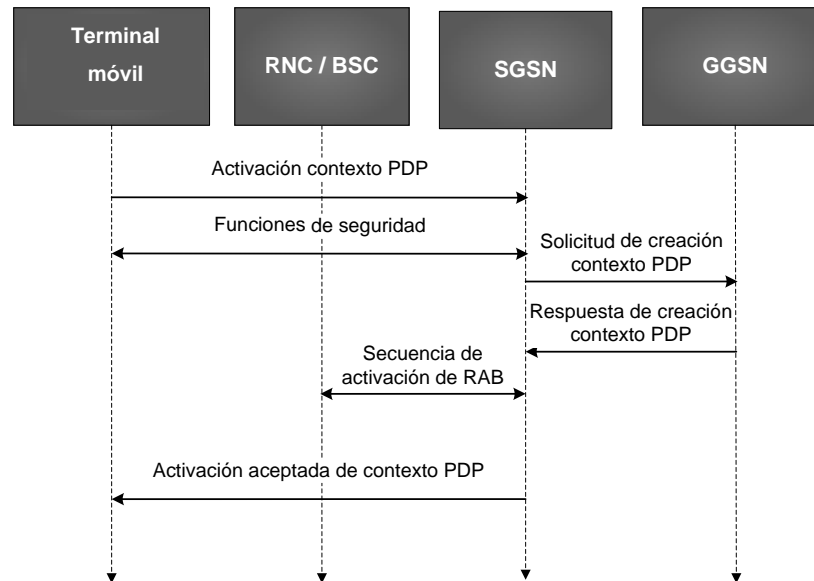 Terminal
móvil
RNC / BSC
SGSN
GGSN
Activación contexto PDP
Funciones de seguridad
Solicitud de creación
contexto PDP
Respuesta de creación
contexto PDP
Secuencia de
activación de RAB
Activación aceptada de contexto PDP